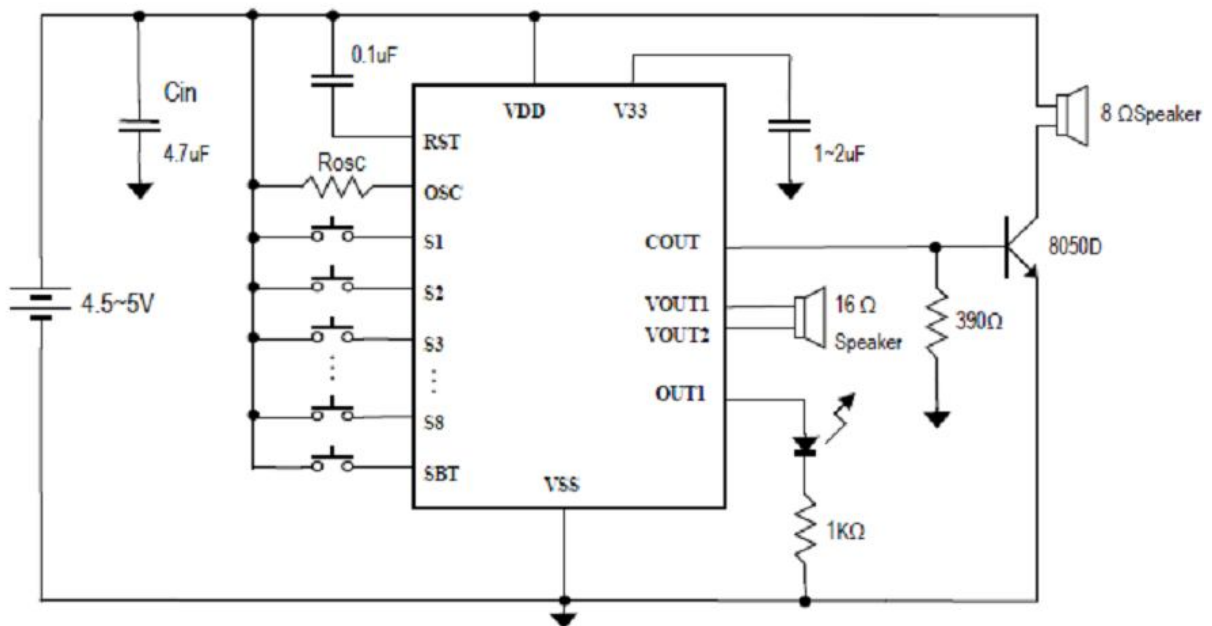 0.1uF
Cin
4.7uF
VDD
V33
RST
1~2uF
8 ΩSpeaker
Rosc
OSC
S1
COUT
8050D
S2
4.5~5V
VOUT1
16 Ω
VOUT2
Speaker
390Ω
S3
OUT1
S8
SBT
VSS
1KΩ